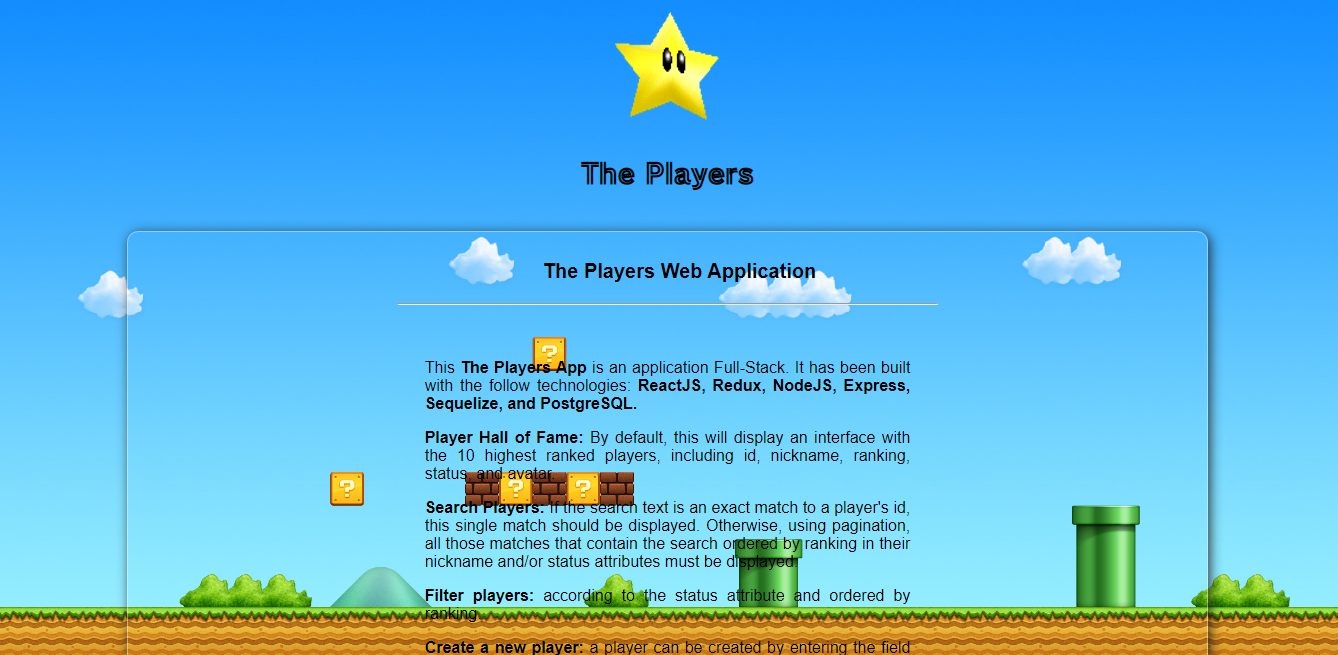 The Players
The Players Web Application
?
This The Players App is an application Full-Stack. It has been built
with the follow technologies: ReactJS, Redux, NodeJS, Express,
Sequelize, and PostgreSQL.
Player Hall of Fame: By default, this will display an interface with
the 10 highest ranked players, including id, nickname, ranking,
status, and avatar.
? ? ?
Search Players: If the search text is an exact match to a player's id,
this single match should be displayed. Otherwise, using pagination,
all those matches that contain the search ordered by ranking in their
nickname and/or status attributes must be displayed.
Filter players: according to the status attribute and ordered by
ranking.
Create a new player: a player can be created by entering the field